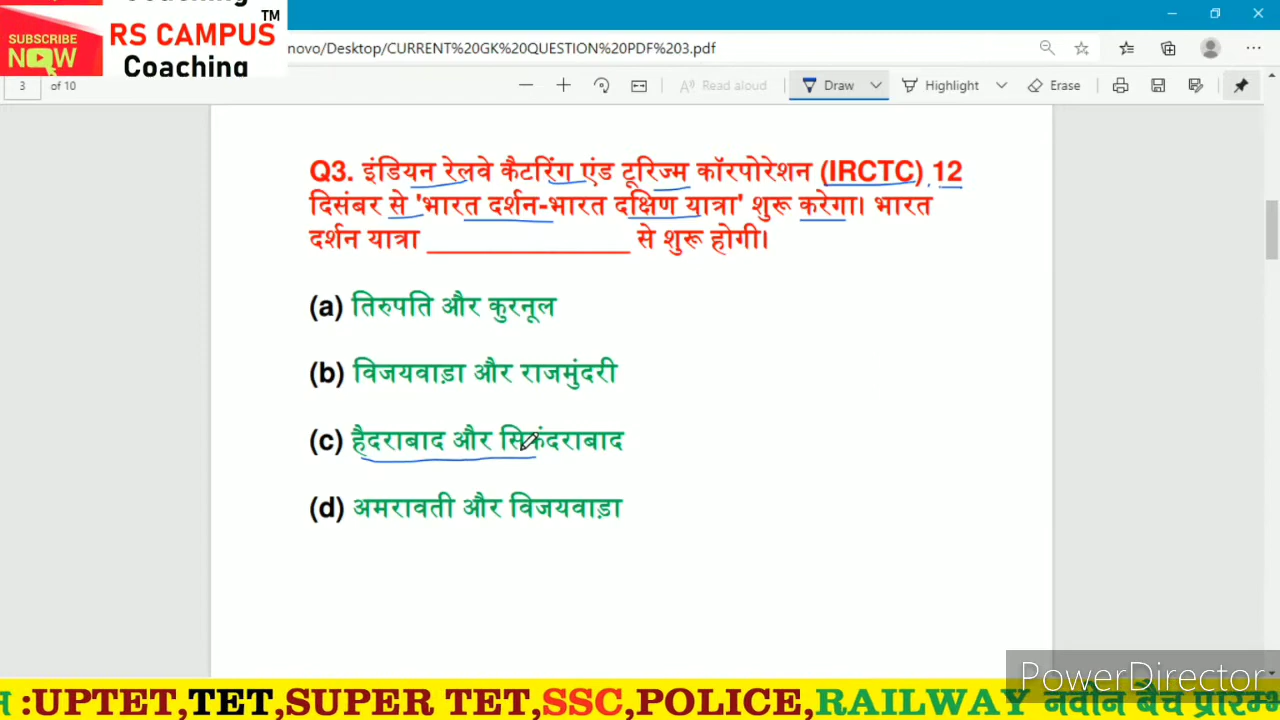 Coaching
TM
SUBSCRIBE
NOW
RS CAMPUS
Coaching
novo/Desktop/CURRENT%20GK%20QUESTION%20PDF%203.pdf
3 of 10
Read aloud
Draw
Highlight
Erase
Q3. इंडियन रेलवे कैटरिंग एंड टूरिज्म कॉरपोरेशन (IRCTC) 12
दिसंबर से 'भारत दर्शन-भारत दक्षिण यात्रा' शुरू करेगा। भारत
दर्शन यात्रा ______________ से शुरू होगी।
(a) तिरुपति और कुरनूल
(b) विजयवाड़ा और राजमुंदरी
(c) हैदराबाद और सिकंदराबाद
(d) अमरावती और विजयवाड़ा
PowerDirector
:UPTET,TET,SUPER TET,SSC,POLICE,RAILWAY नवीन बैच प्रारम्भ